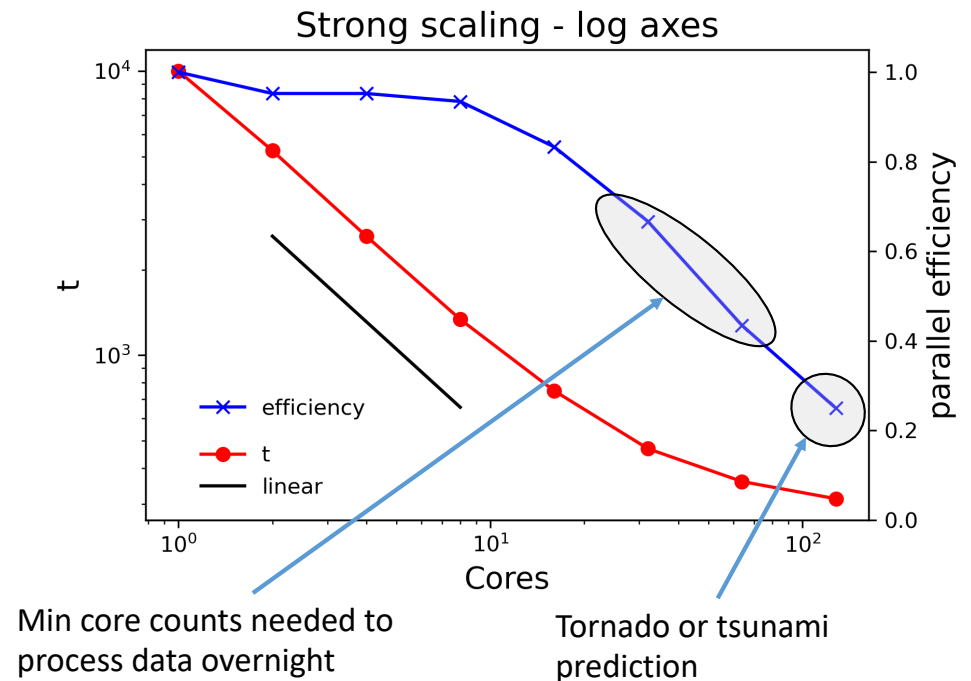 Strong scaling - log axes
10⁴
10³
t
1.0
0.8
0.6
0.4
0.2
0.0
parallel efficiency
efficiency
t
linear
10⁰
10¹
10²
Cores
Min core counts needed to
process data overnight
Tornado or tsunami
prediction